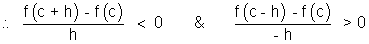 ∴ f(c + h) - f(c) / h < 0 & f(c - h) - f(c) / - h > 0